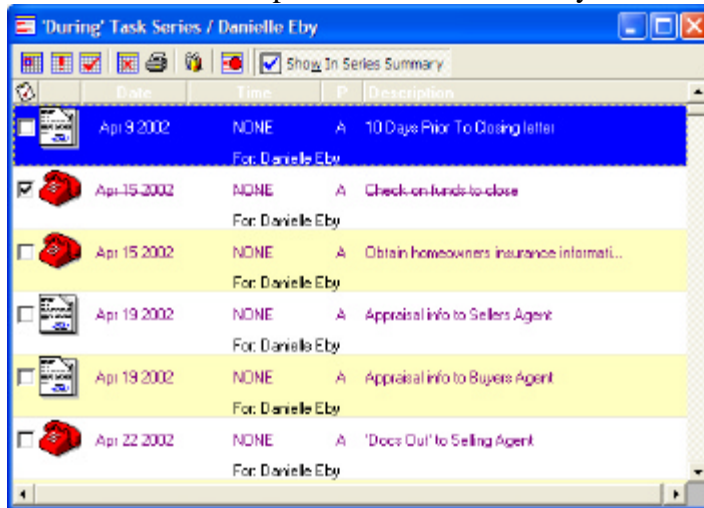 'During' Task Series / Danielle Eby
Show In Series Summary
Date Time P Description
Apr 9 2002 NONE A 10 Days Prior To Closing letter
For: Danielle Eby
Apr 15 2002 NONE A Check on funds to close
For: Danielle Eby
Apr 15 2002 NONE A Obtain homeowners insurance informati...
For: Danielle Eby
Apr 19 2002 NONE A Appraisal info to Sellers Agent
For: Danielle Eby
Apr 19 2002 NONE A Appraisal info to Buyers Agent
For: Danielle Eby
Apr 22 2002 NONE A 'Docs Out' to Selling Agent
For: Danielle Eby